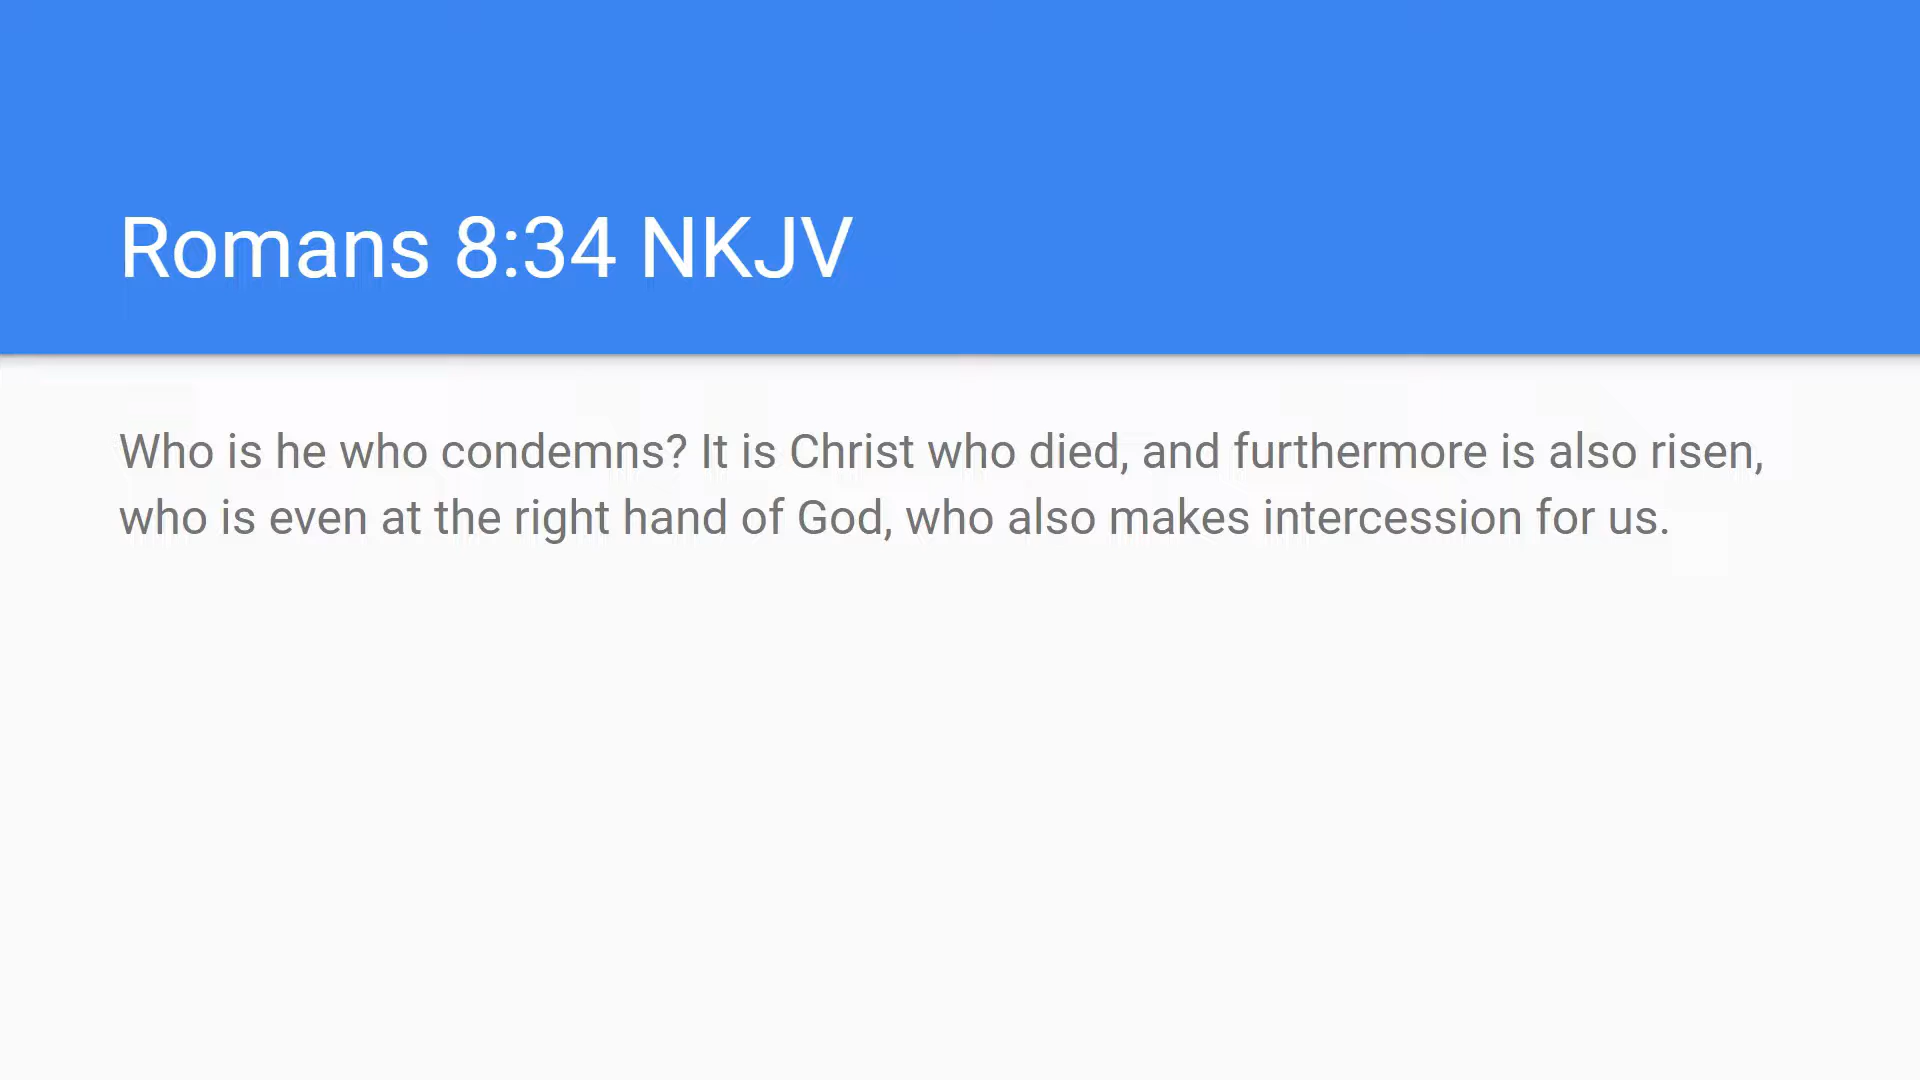 Romans 8:34 NKJV
Who is he who condemns? It is Christ who died, and furthermore is also risen,
who is even at the right hand of God, who also makes intercession for us.